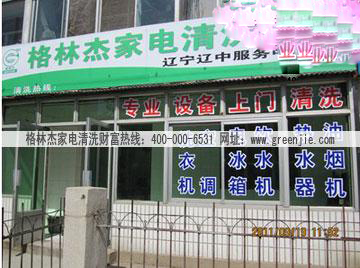 格林杰家电清洗
辽宁辽中服务
清洗热线:
专业 设备 上门 清洗
格林杰家电清洗财富热线: 400-000-6531 网址: www.greenjie.com
衣 冰 水 水 烟
机 调 箱 机 器 机
2011/03/18 11:52